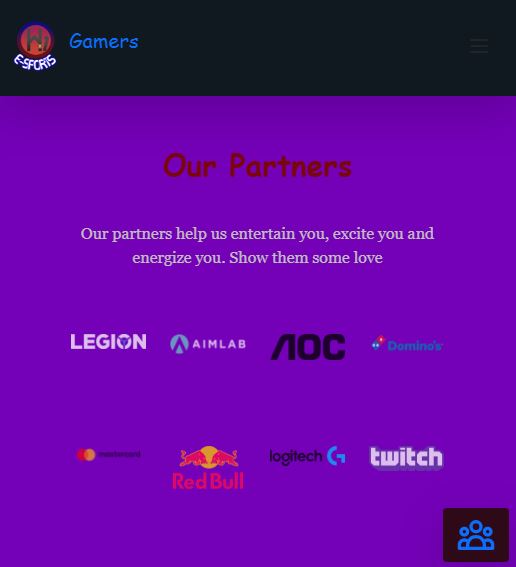 E-SPORTS
Gamers
Our Partners
Our partners help us entertain you, excite you and
energize you. Show them some love
LEGION
AIMLAB
AOC
Domino's
mastercard
Red Bull
logitech
twitch